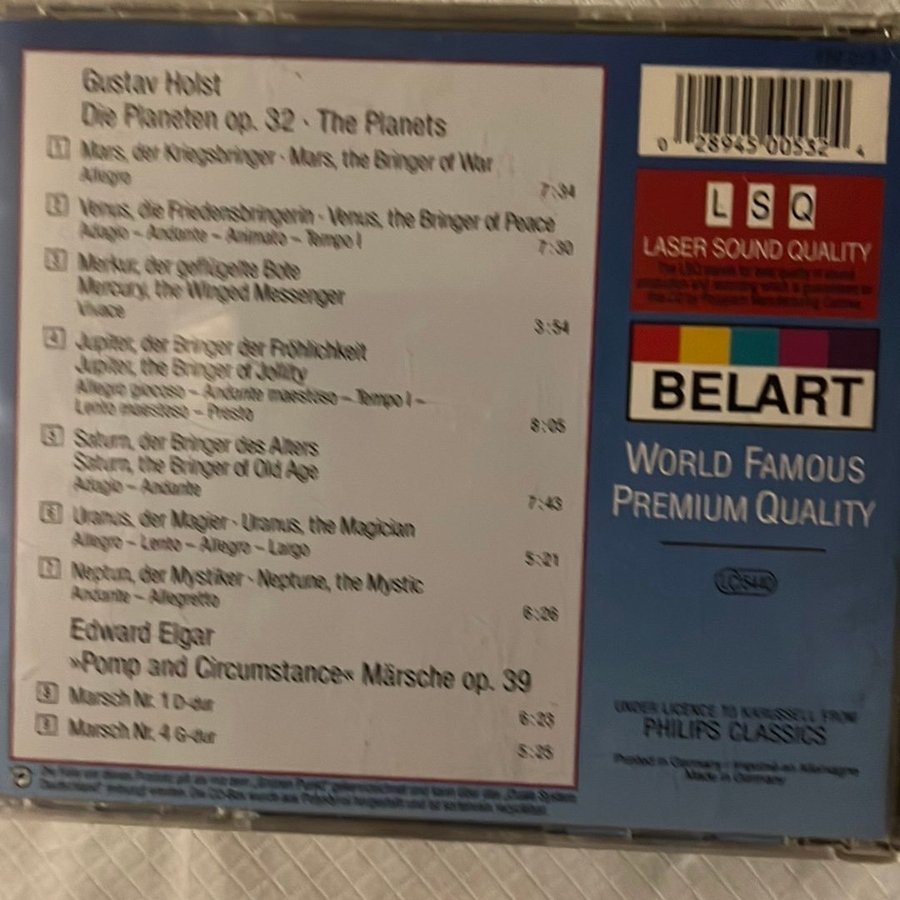 Gustav Holst
Die Planeten op. 32 · The Planets
1 Mars, der Kriegsbringer · Mars, the Bringer of War
Allegro
7:34
2 Venus, die Friedensbringerin · Venus, the Bringer of Peace
Adagio – Andante – Animato – Tempo I
7:30
3 Merkur, der geflügelte Bote
Mercury, the Winged Messenger
Vivace
3:54
4 Jupiter, der Bringer der Fröhlichkeit
Jupiter, the Bringer of Jollity
Allegro giocoso – Andante maestoso – Tempo I –
Lento maestoso – Presto
8:05
5 Saturn, der Bringer des Alters
Saturn, the Bringer of Old Age
Adagio – Andante
7:43
6 Uranus, der Magier · Uranus, the Magician
Allegro – Lento – Allegro – Largo
5:21
7 Neptun, der Mystiker · Neptune, the Mystic
Andante – Allegretto
6:26
Edward Elgar
»Pomp and Circumstance« Märsche op. 39
8 Marsch Nr. 1 D-dur
6:23
9 Marsch Nr. 4 G-dur
5:25
0 28945 00532 4
LSQ
LASER SOUND QUALITY
BELART
WORLD FAMOUS
PREMIUM QUALITY
LC 5440
UNDER LICENCE TO KARUSSELL FROM
PHILIPS CLASSICS
Printed in Germany · Imprimé en Allemagne
Made in Germany